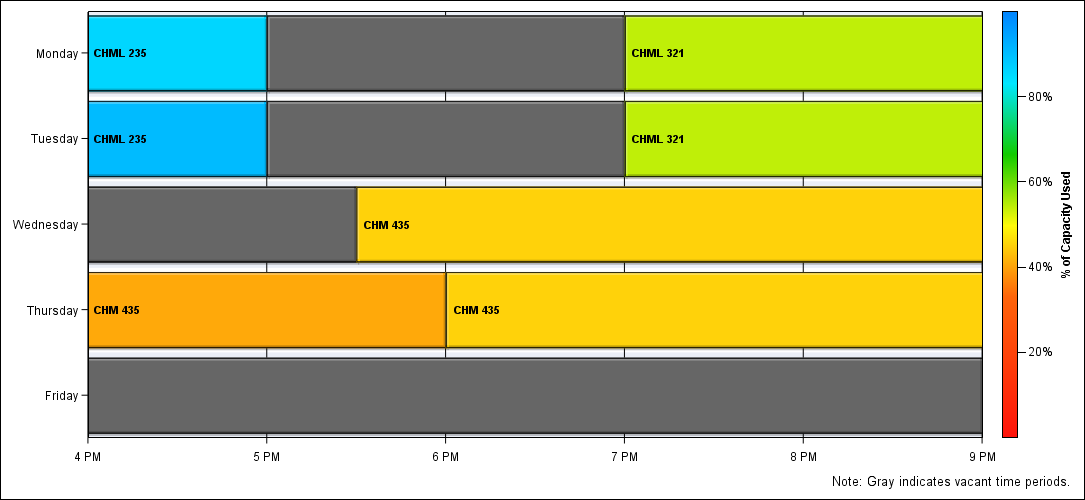 Monday
CHML 235
CHML 321
Tuesday
CHML 235
CHML 321
Wednesday
CHM 435
Thursday
CHM 435
CHM 435
Friday
4 PM
5 PM
6 PM
7 PM
8 PM
9 PM
80%
60%
40%
20%
% of Capacity Used
Note: Gray indicates vacant time periods.